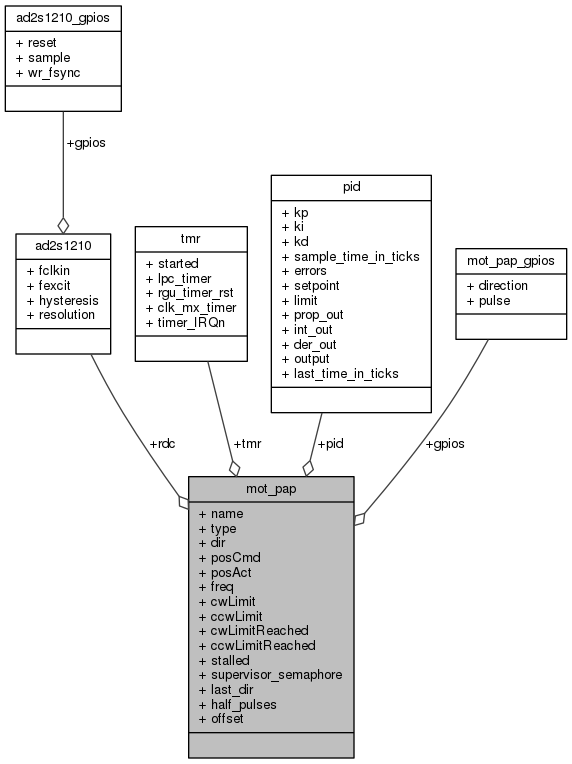 ad2s1210_gpios
+ reset
+ sample
+ wr_fsync
+gpios
ad2s1210
+ fclkin
+ fexcit
+ hysteresis
+ resolution
tmr
+ started
+ lpc_timer
+ rgu_timer_rst
+ clk_mx_timer
+ timer_IRQn
pid
+ kp
+ ki
+ kd
+ sample_time_in_ticks
+ errors
+ setpoint
+ limit
+ prop_out
+ int_out
+ der_out
+ output
+ last_time_in_ticks
mot_pap_gpios
+ direction
+ pulse
+rdc
+tmr
+pid
+gpios
mot_pap
+ name
+ type
+ dir
+ posCmd
+ posAct
+ freq
+ cwLimit
+ ccwLimit
+ cwLimitReached
+ ccwLimitReached
+ stalled
+ supervisor_semaphore
+ last_dir
+ half_pulses
+ offset